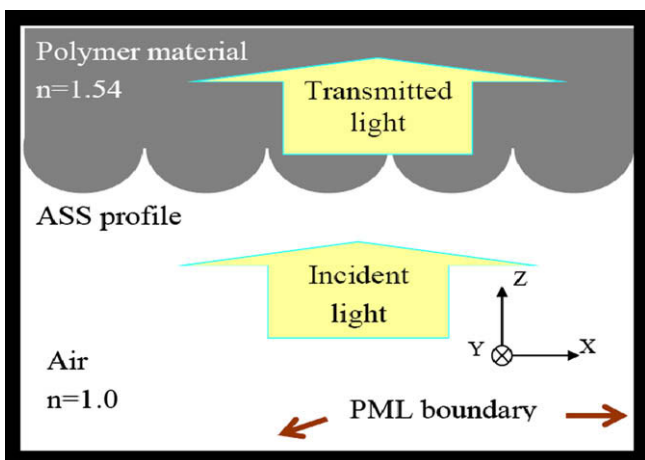 Polymer material
n=1.54
Transmitted
light
ASS profile
Incident
light
Z
Y
X
Air
n=1.0
PML boundary